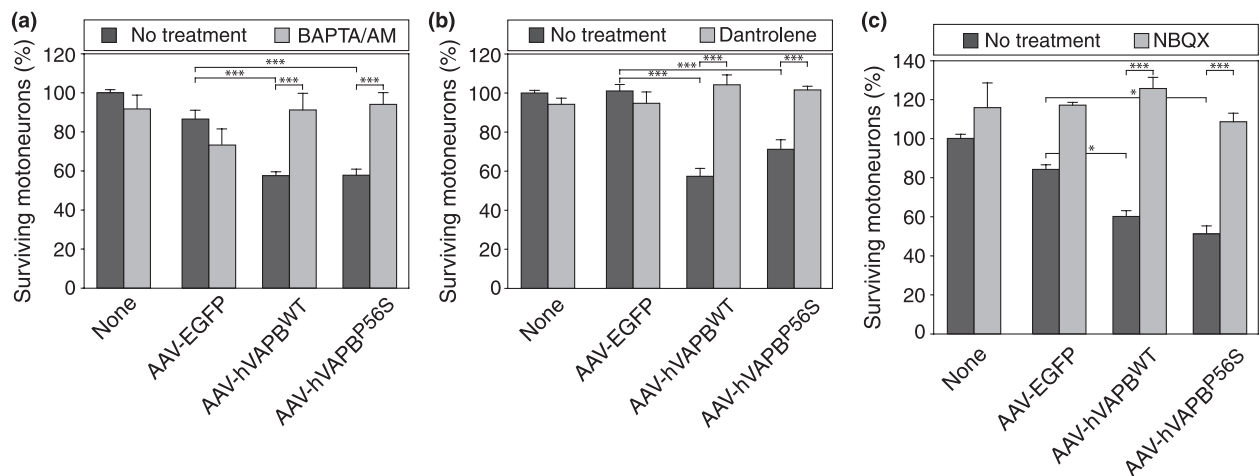 (a)
No treatment BAPTA/AM
Surviving motoneurons (%)
120
100
80
60
40
20
0
***
***
***
***
None
AAV-EGFP
AAV-hVAPBWT
AAV-hVAPBP56S
(b)
No treatment Dantrolene
Surviving motoneurons (%)
120
100
80
60
40
20
0
***
***
***
***
None
AAV-EGFP
AAV-hVAPBWT
AAV-hVAPBP56S
(c)
No treatment NBQX
Surviving motoneurons (%)
140
120
100
80
60
40
20
0
***
***
*
*
None
AAV-EGFP
AAV-hVAPBWT
AAV-hVAPBP56S